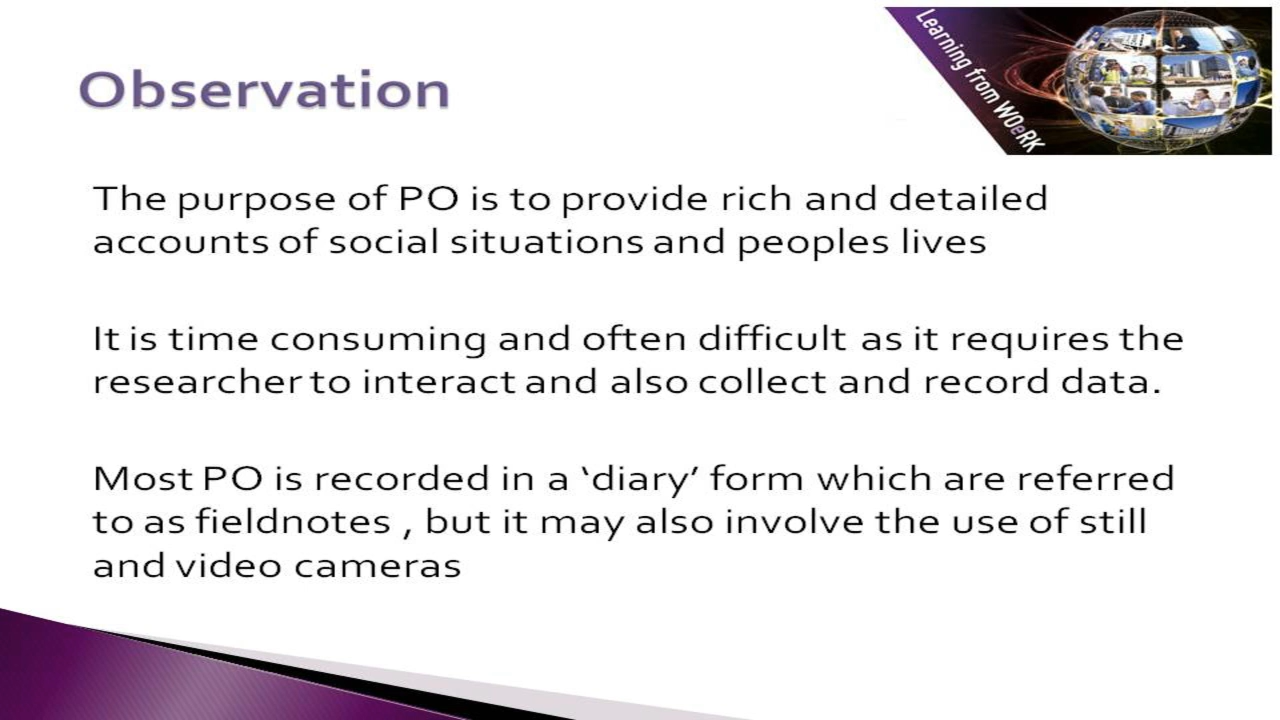 Observation
Learning from WOeRK
The purpose of PO is to provide rich and detailed
accounts of social situations and peoples lives
It is time consuming and often difficult as it requires the
researcher to interact and also collect and record data.
Most PO is recorded in a ‘diary’ form which are referred
to as fieldnotes , but it may also involve the use of still
and video cameras